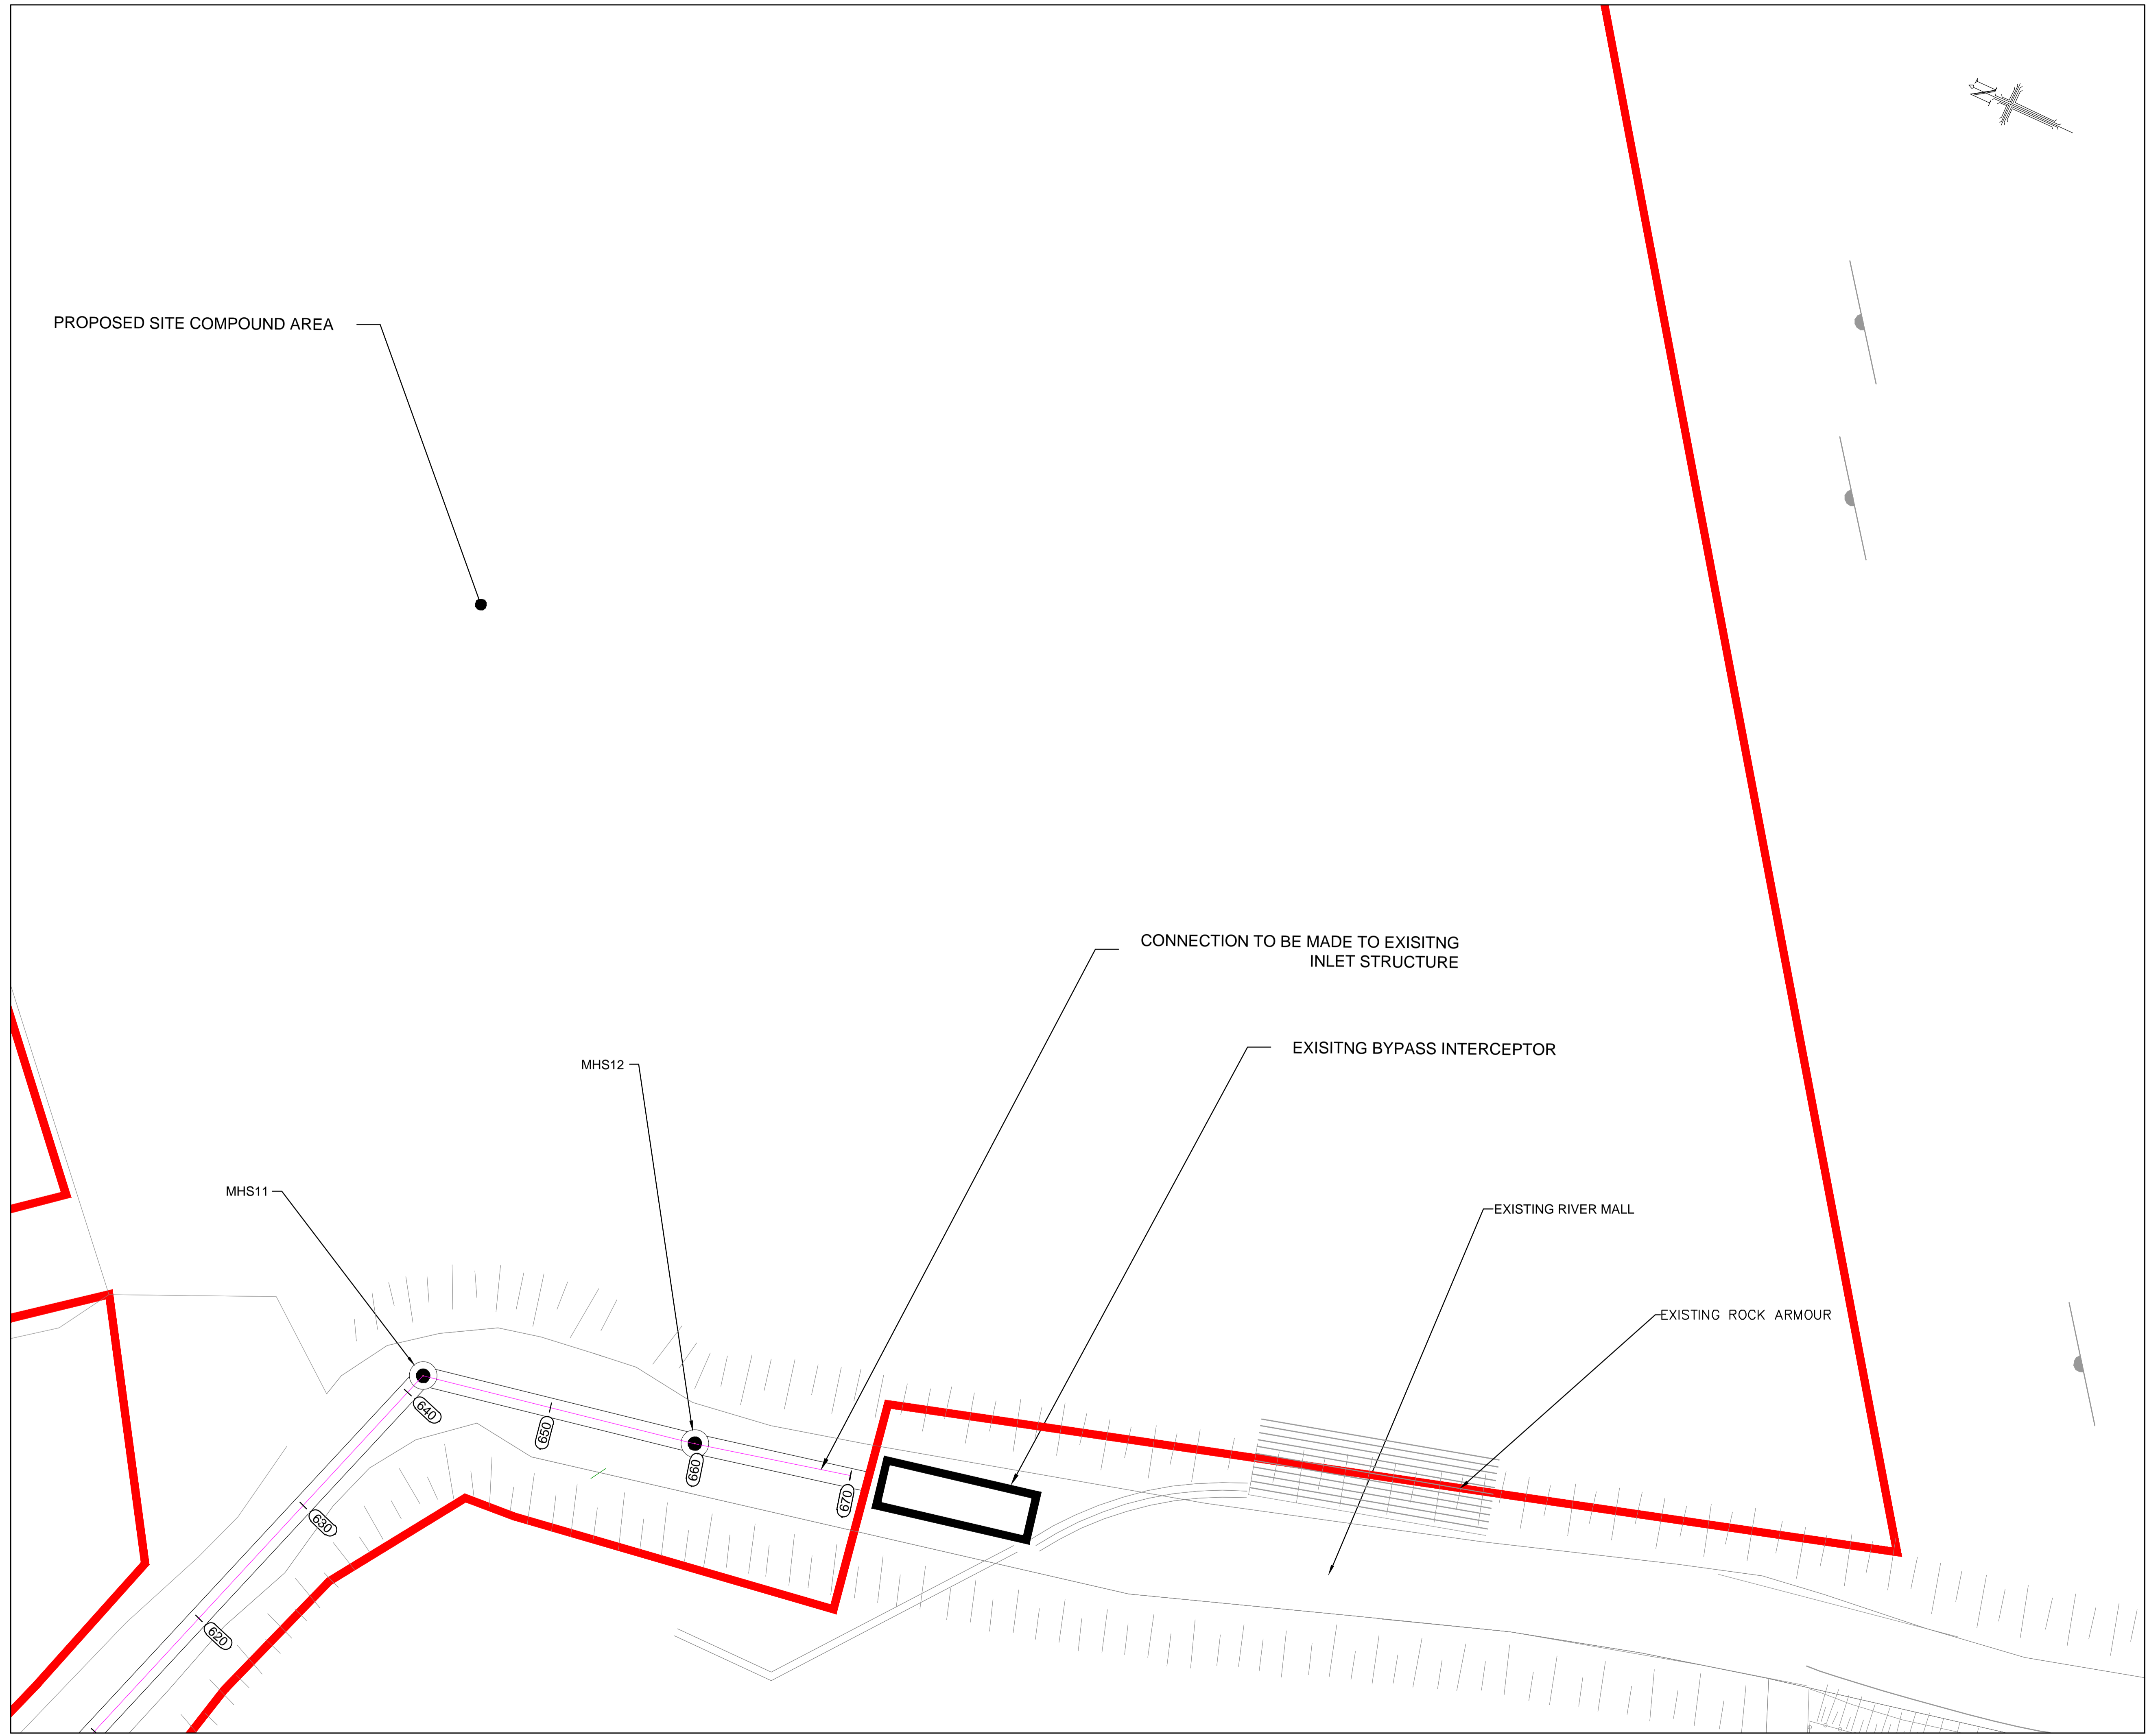 N
PROPOSED SITE COMPOUND AREA
CONNECTION TO BE MADE TO EXISITNG
INLET STRUCTURE
EXISITNG BYPASS INTERCEPTOR
MHS12
MHS11
EXISTING RIVER MALL
EXISTING ROCK ARMOUR
640
650
660
670
630
620